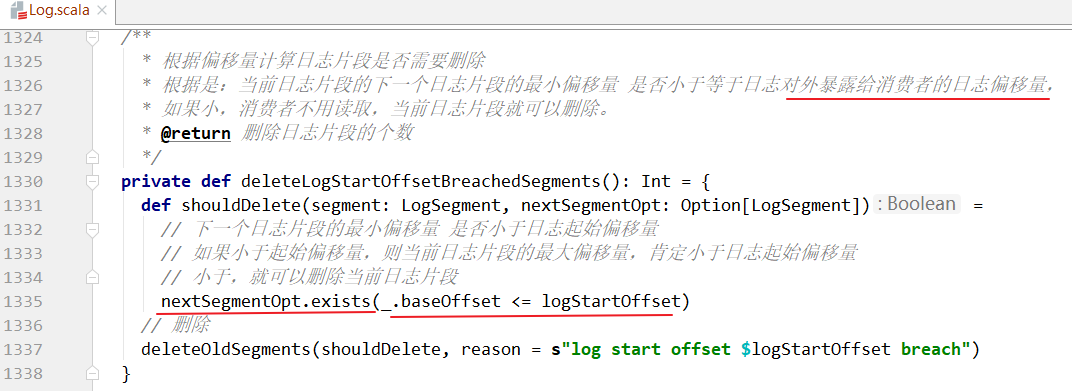 Log.scala ×
1324 /**
1325 * 根据偏移量计算日志片段是否需要删除
1326 * 根据是：当前日志片段的下一个日志片段的最小偏移量 是否小于等于日志对外暴露给消费者的日志偏移量，
1327 * 如果小，消费者不用读取，当前日志片段就可以删除。
1328 * @return 删除日志片段的个数
1329 */
1330 private def deleteLogStartOffsetBreachedSegments(): Int = {
1331 def shouldDelete(segment: LogSegment, nextSegmentOpt: Option[LogSegment]) : Boolean =
1332 // 下一个日志片段的最小偏移量 是否小于日志起始偏移量
1333 // 如果小于起始偏移量，则当前日志片段的最大偏移量，肯定小于日志起始偏移量
1334 // 小于，就可以删除当前日志片段
1335 nextSegmentOpt.exists(_.baseOffset <= logStartOffset)
1336 // 删除
1337 deleteOldSegments(shouldDelete, reason = s"log start offset $logStartOffset breach")
1338 }